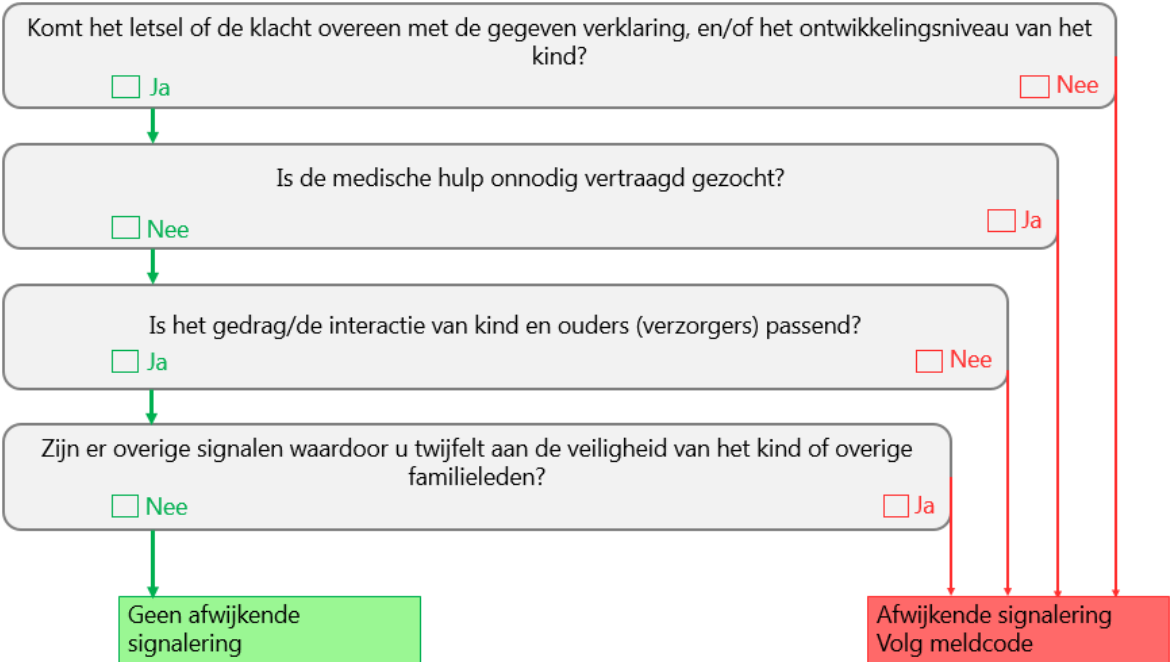 Komt het letsel of de klacht overeen met de gegeven verklaring, en/of het ontwikkelingsniveau van het
kind?
Ja
Nee
Is de medische hulp onnodig vertraagd gezocht?
Nee
Ja
Is het gedrag/de interactie van kind en ouders (verzorgers) passend?
Ja
Nee
Zijn er overige signalen waardoor u twijfelt aan de veiligheid van het kind of overige
familieleden?
Nee
Ja
Geen afwijkende
signalering
Afwijkende signalering
Volg meldcode